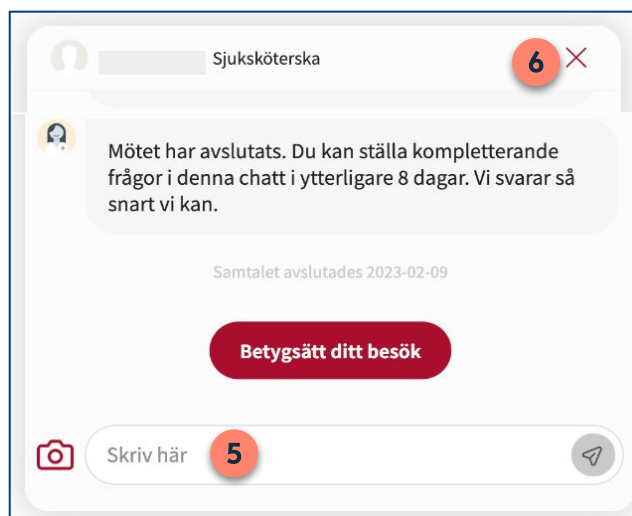 Sjuksköterska
6
Mötet har avslutats. Du kan ställa kompletterande
frågor i denna chatt i ytterligare 8 dagar. Vi svarar så
snart vi kan.
Samtalet avslutades 2023-02-09
Betygsätt ditt besök
Skriv här
5